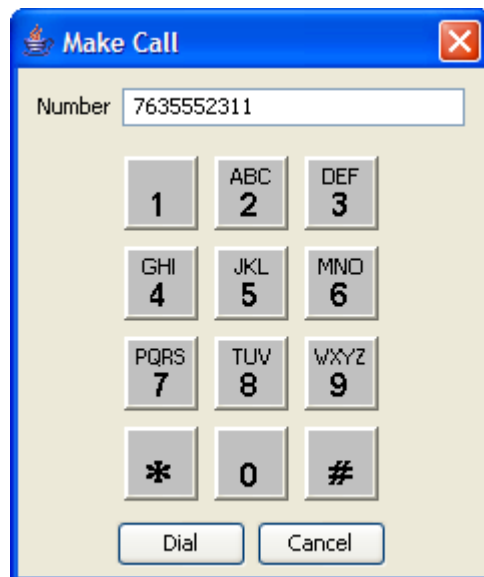 Make Call
Number 7635552311
ABC DEF
1 2 3
GHI JKL MNO
4 5 6
PQRS TUV WXYZ
7 8 9
* 0 #
Dial Cancel